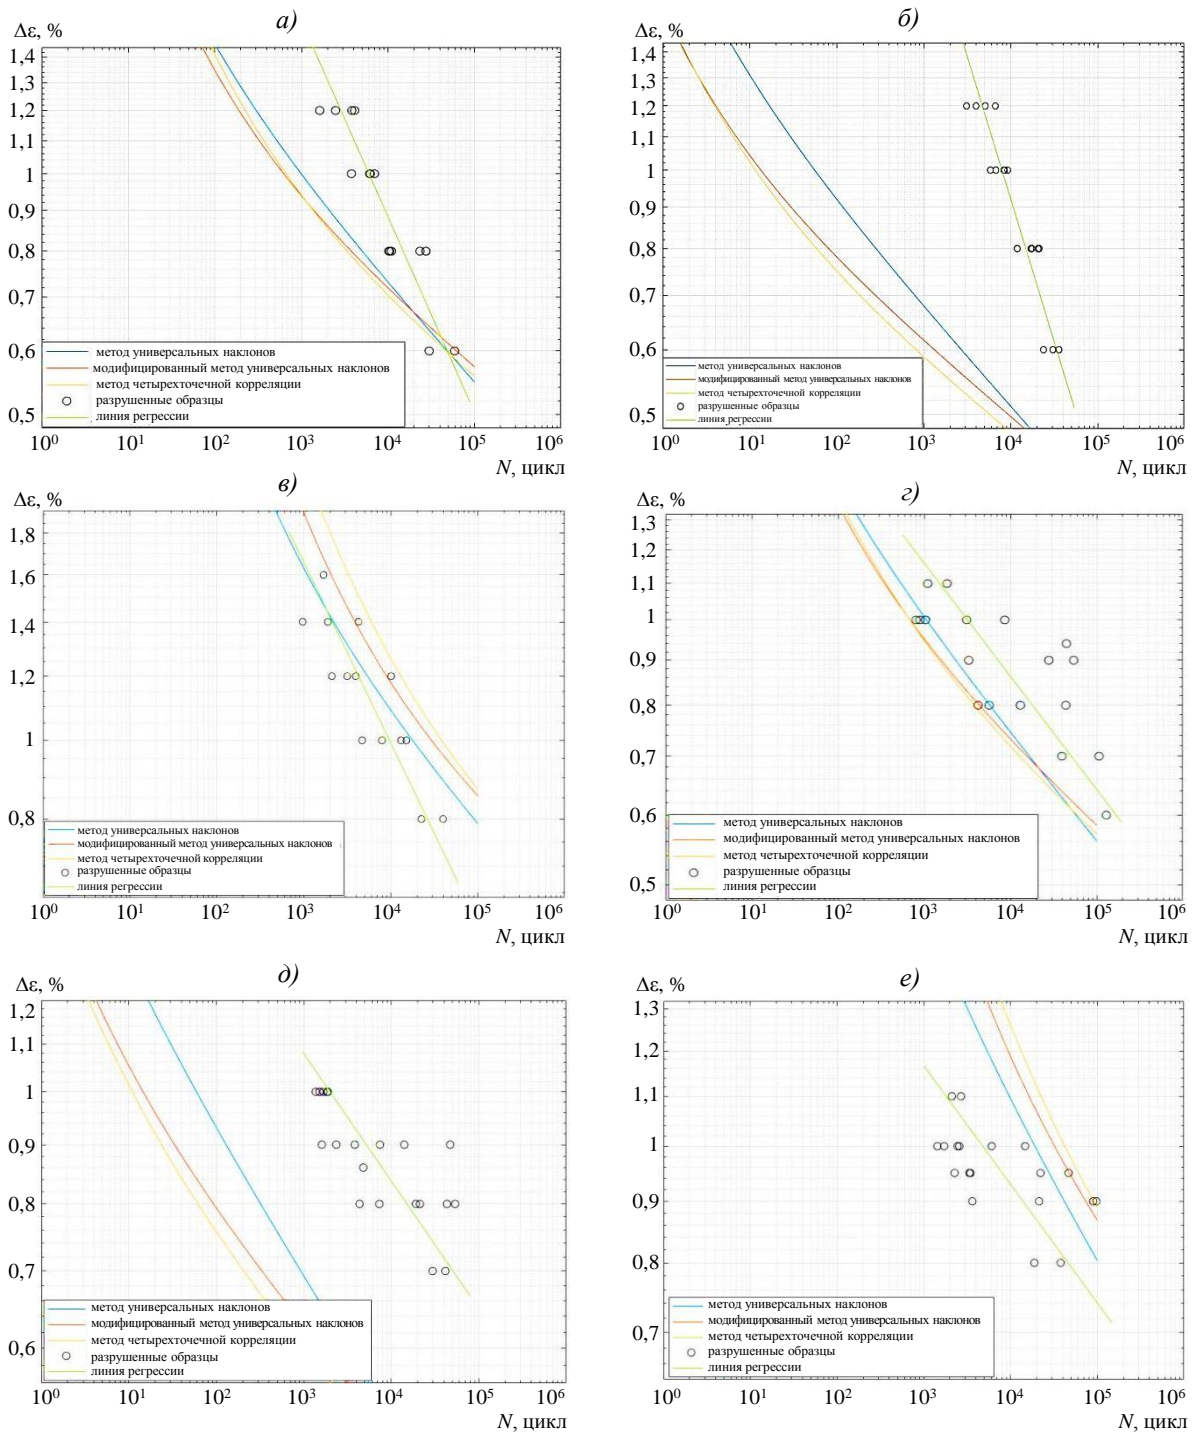 а)
Δε, %
1,4
1,3
1,2
1,1
1
0,9
0,8
0,7
0,6
0,5
метод универсальных наклонов
модифицированный метод универсальных наклонов
метод четырехточечной корреляции
разрушенные образцы
линия регрессии
10⁰ 10¹ 10² 10³ 10⁴ 10⁵ 10⁶
N, цикл
б)
Δε, %
1,4
1,3
1,2
1,1
1
0,9
0,8
0,7
0,6
0,5
метод универсальных наклонов
модифицированный метод универсальных наклонов
метод четырехточечной корреляции
разрушенные образцы
линия регрессии
10⁰ 10¹ 10² 10³ 10⁴ 10⁵ 10⁶
N, цикл
в)
Δε, %
1,8
1,6
1,4
1,2
1
0,8
метод универсальных наклонов
модифицированный метод универсальных наклонов
метод четырехточечной корреляции
разрушенные образцы
линия регрессии
10⁰ 10¹ 10² 10³ 10⁴ 10⁵ 10⁶
N, цикл
г)
Δε, %
1,3
1,2
1,1
1
0,9
0,8
0,7
0,6
0,5
метод универсальных наклонов
модифицированный метод универсальных наклонов
метод четырехточечной корреляции
разрушенные образцы
линия регрессии
10⁰ 10¹ 10² 10³ 10⁴ 10⁵ 10⁶
N, цикл
д)
Δε, %
1,2
1,1
1
0,9
0,8
0,7
0,6
метод универсальных наклонов
модифицированный метод универсальных наклонов
метод четырехточечной корреляции
разрушенные образцы
линия регрессии
10⁰ 10¹ 10² 10³ 10⁴ 10⁵ 10⁶
N, цикл
е)
Δε, %
1,3
1,2
1,1
1
0,9
0,8
0,7
метод универсальных наклонов
модифицированный метод универсальных наклонов
метод четырехточечной корреляции
разрушенные образцы
линия регрессии
10⁰ 10¹ 10² 10³ 10⁴ 10⁵ 10⁶
N, цикл